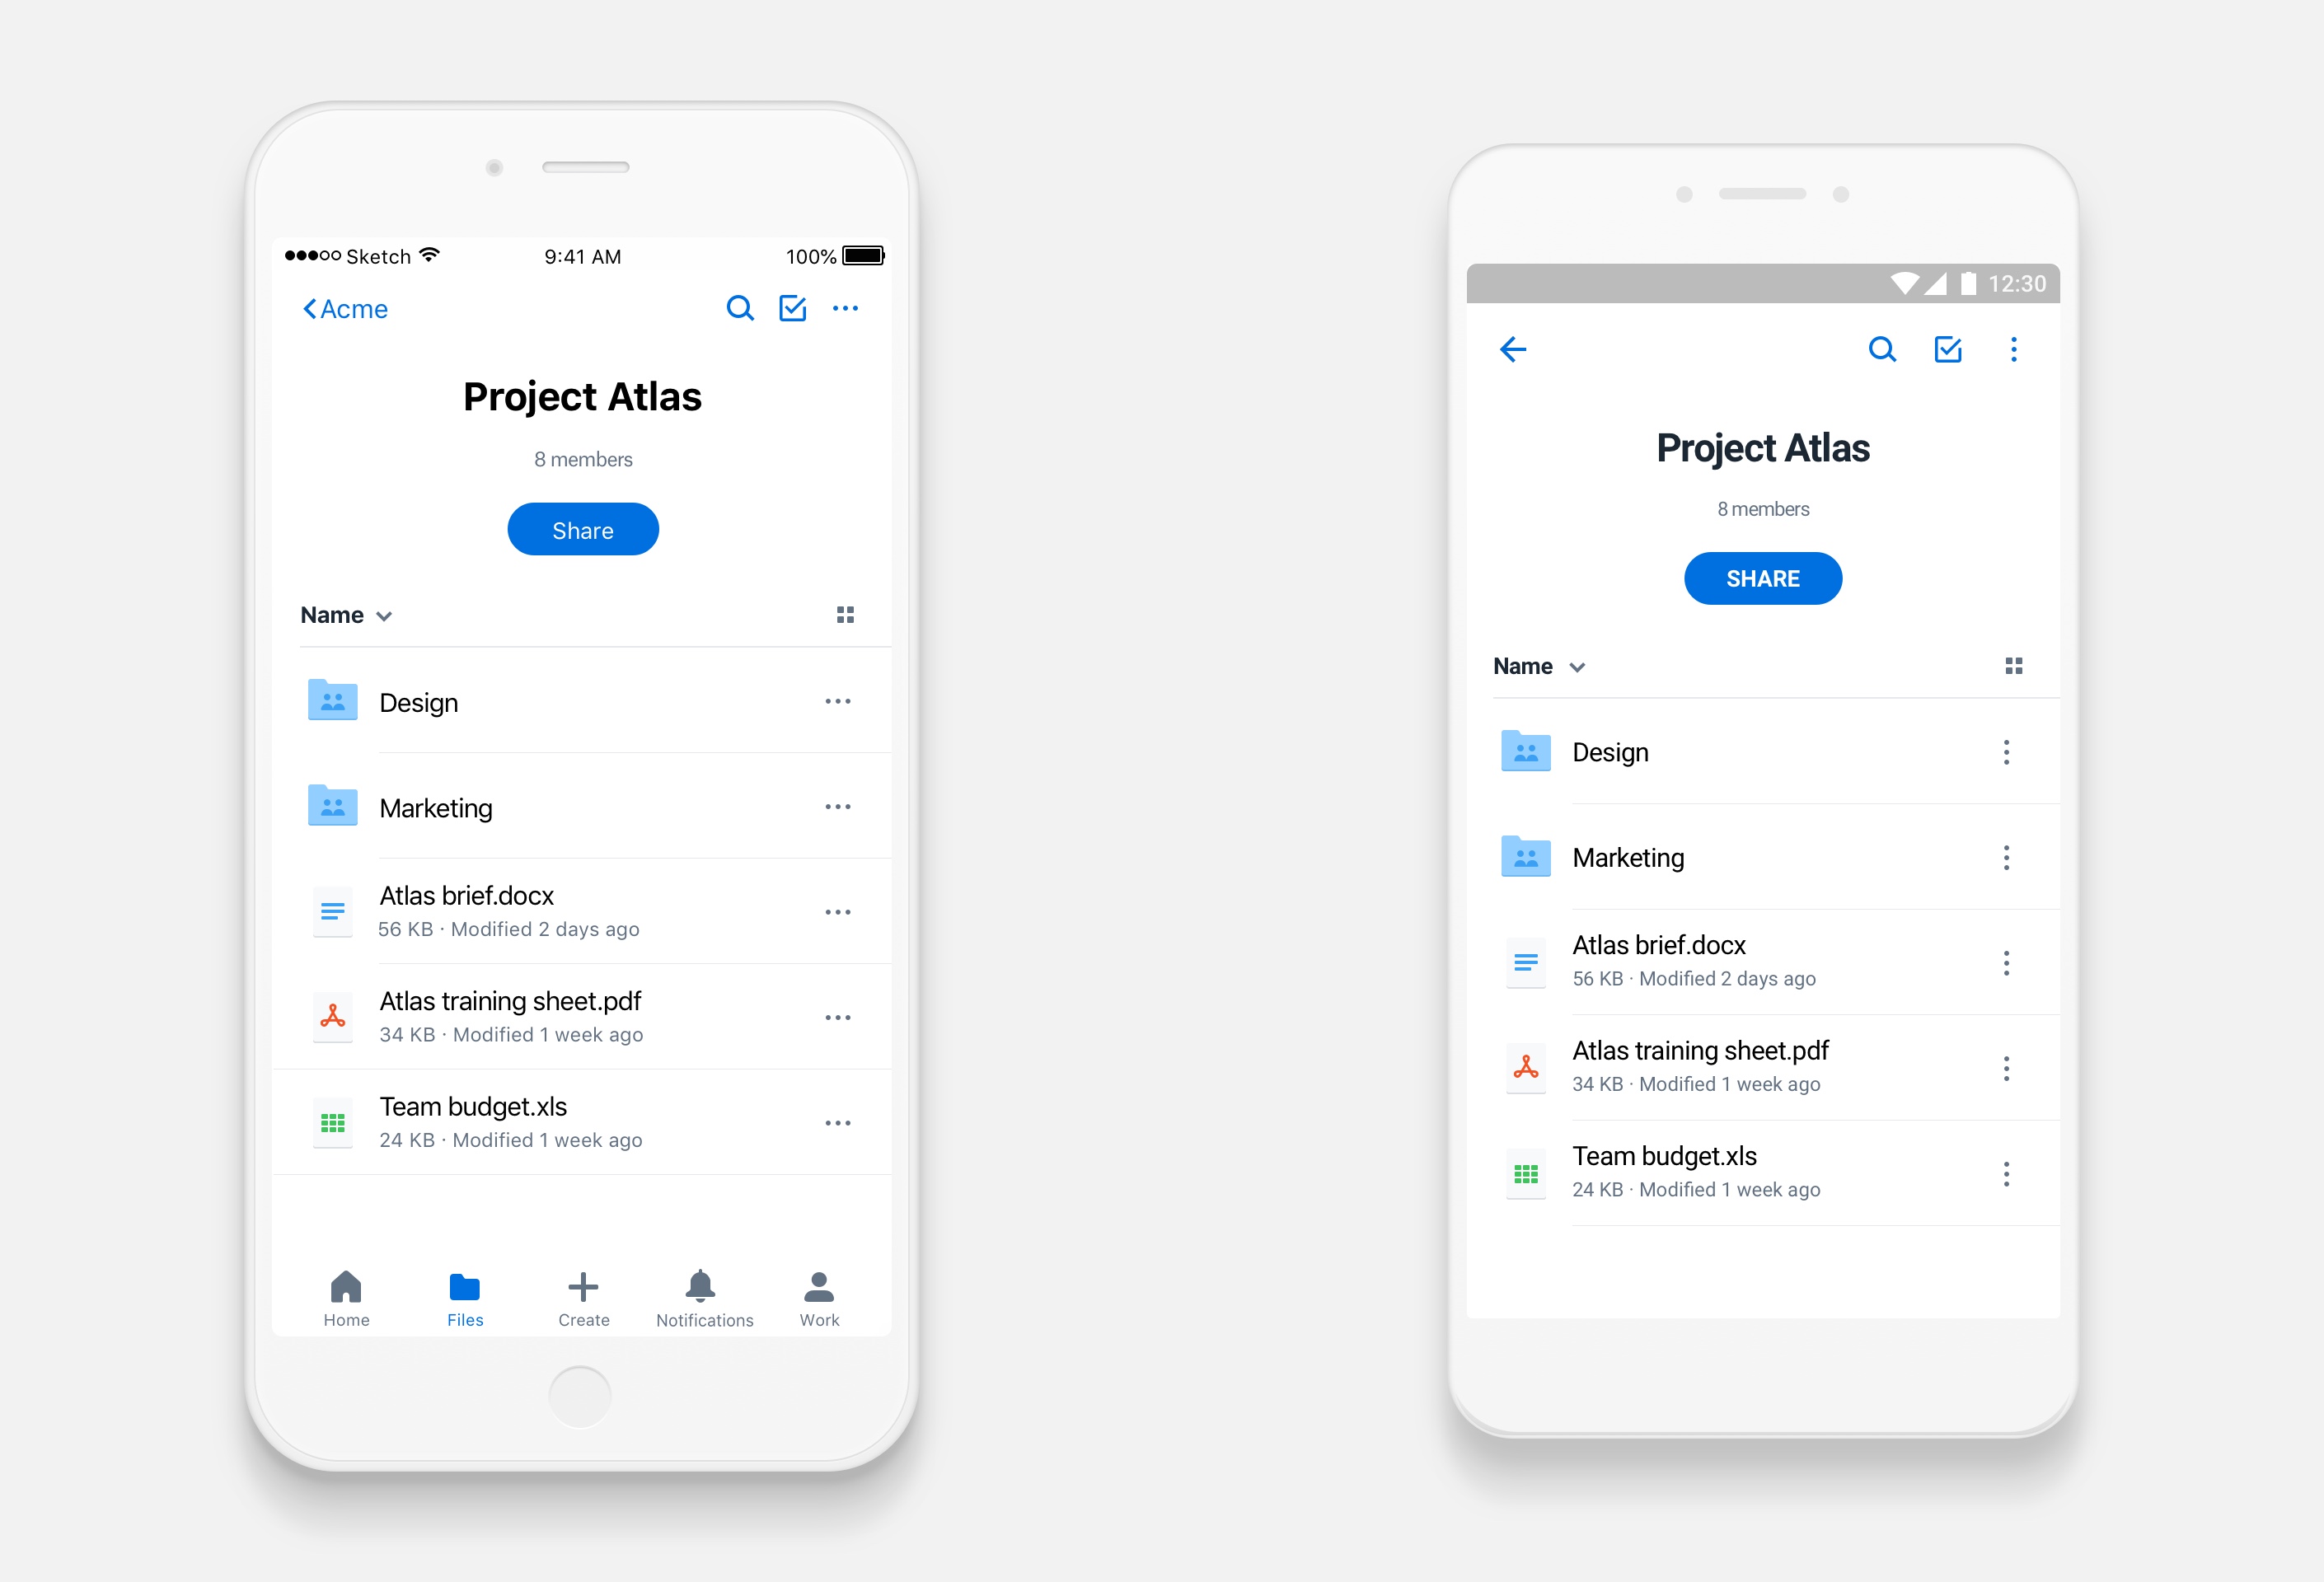 Sketch 9:41 AM 100%
Acme
Project Atlas
8 members
Share
Name
Design
Marketing
Atlas brief.docx
56 KB · Modified 2 days ago
Atlas training sheet.pdf
34 KB · Modified 1 week ago
Team budget.xls
24 KB · Modified 1 week ago
Home Files Create Notifications Work
12:30
Project Atlas
8 members
SHARE
Name
Design
Marketing
Atlas brief.docx
56 KB · Modified 2 days ago
Atlas training sheet.pdf
34 KB · Modified 1 week ago
Team budget.xls
24 KB · Modified 1 week ago